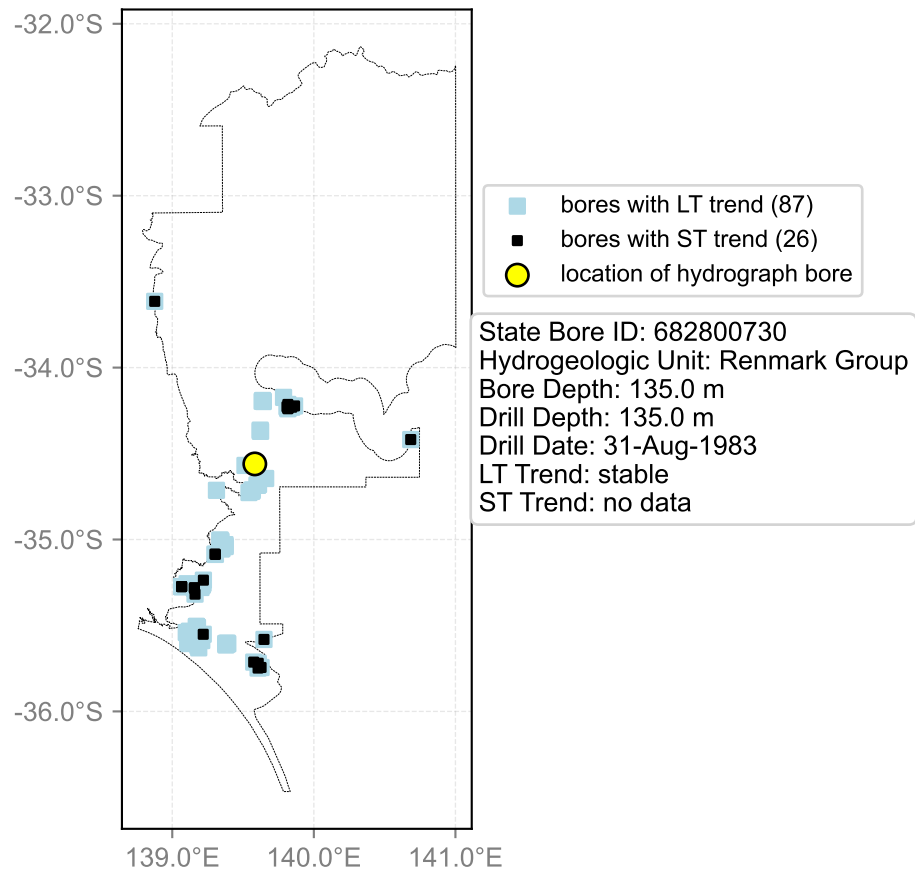 -32.0°S
-33.0°S
-34.0°S
-35.0°S
-36.0°S
139.0°E 140.0°E 141.0°E
bores with LT trend (87)
bores with ST trend (26)
location of hydrograph bore
State Bore ID: 682800730
Hydrogeologic Unit: Renmark Group
Bore Depth: 135.0 m
Drill Depth: 135.0 m
Drill Date: 31-Aug-1983
LT Trend: stable
ST Trend: no data